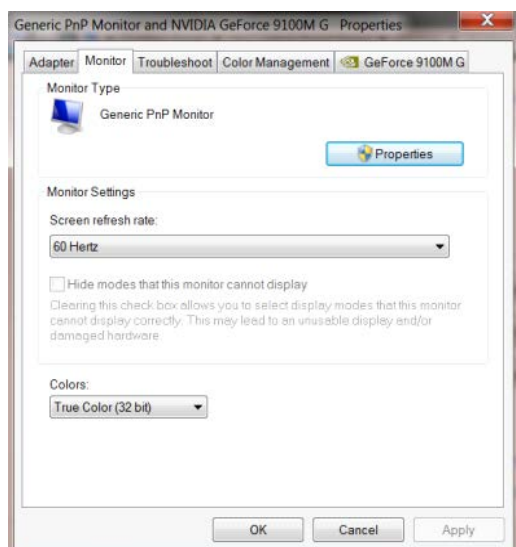 Generic PnP Monitor and NVIDIA GeForce 9100M G Properties
X
Adapter Monitor Troubleshoot Color Management GeForce 9100M G
Monitor Type
Generic PnP Monitor
Properties
Monitor Settings
Screen refresh rate:
60 Hertz
Hide modes that this monitor cannot display
Clearing this check box allows you to select display modes that this monitor
cannot display correctly. This may lead to an unusable display and/or
damaged hardware.
Colors:
True Color (32 bit)
OK Cancel Apply